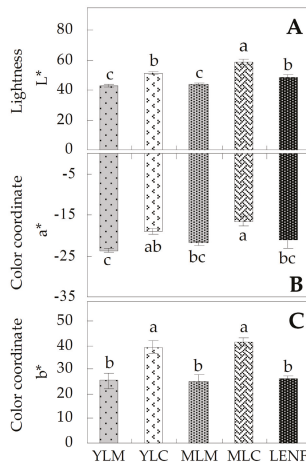 A
Lightness
L*
80
60
40
20
0
c
b
c
a
b
Color coordinate
a*
-5
-15
-25
-35
c
ab
bc
a
bc
B
Color coordinate
b*
50
40
30
20
10
0
b
a
b
a
b
C
YLM YLC MLM MLC LENF